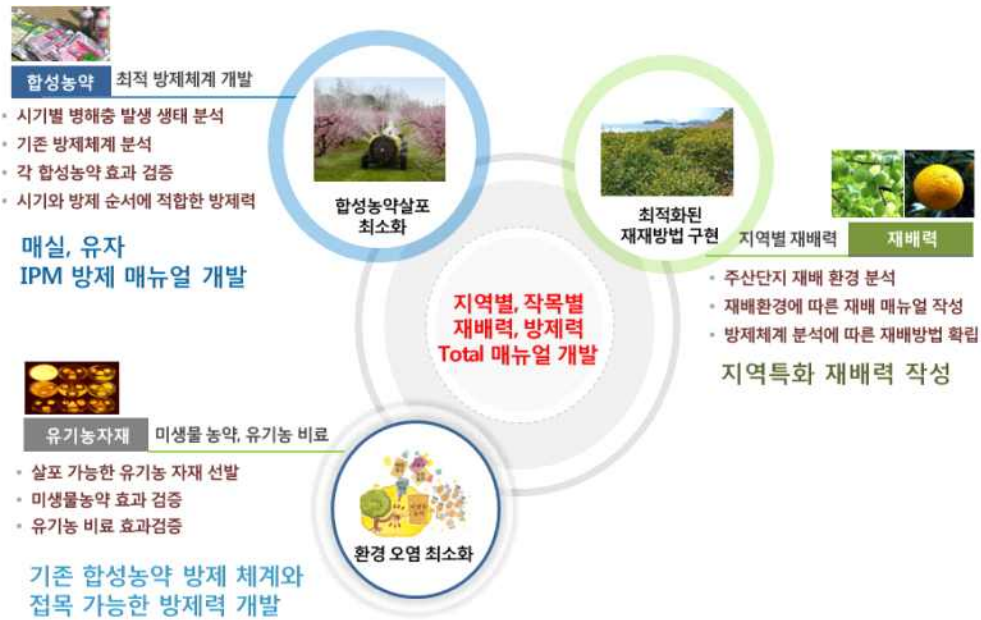 합성농약 최적 방제체계 개발
• 시기별 병해충 발생 생태 분석
• 기존 방제체계 분석
• 각 합성농약 효과 검증
• 시기와 방제 순서에 적합한 방제력
매실, 유자
IPM 방제 매뉴얼 개발
합성농약살포
최소화
최적화된
재재방법 구현
지역별 재배력 재배력
• 주산단지 재배 환경 분석
• 재배환경에 따른 재배 매뉴얼 작성
• 방제체계 분석에 따른 재배방법 확립
지역특화 재배력 작성
지역별, 작목별
재배력, 방제력
Total 매뉴얼 개발
유기농자재 미생물 농약, 유기농 비료
• 살포 가능한 유기농 자재 선발
• 미생물농약 효과 검증
• 유기농 비료 효과검증
기존 합성농약 방제 체계와
접목 가능한 방제력 개발
환경 오염 최소화